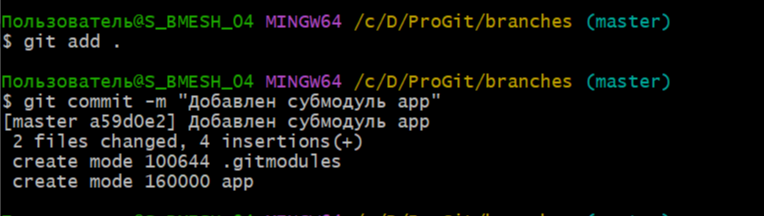 Пользователь@S_BMESH_04 MINGW64 /c/D/ProGit/branches (master)
$ git add .
Пользователь@S_BMESH_04 MINGW64 /c/D/ProGit/branches (master)
$ git commit -m "Добавлен субмодуль app"
[master a59d0e2] Добавлен субмодуль app
 2 files changed, 4 insertions(+)
 create mode 100644 .gitmodules
 create mode 160000 app